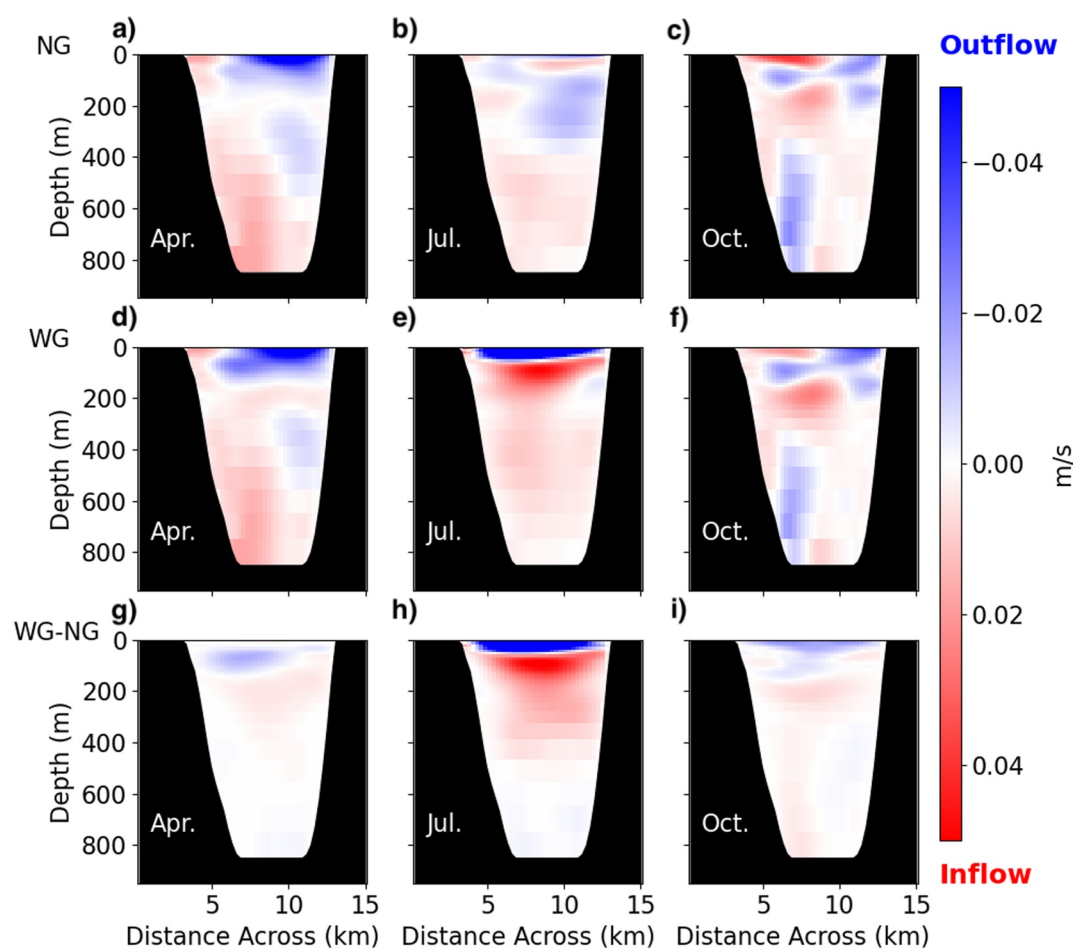 a) b) c)
NG
Outflow
0
200
400
600
800
Depth (m)
Apr. Jul. Oct.
d) e) f)
WG
0
200
400
600
800
Depth (m)
Apr. Jul. Oct.
g) h) i)
WG-NG
0
200
400
600
800
Depth (m)
Apr. Jul. Oct.
5 10 15 5 10 15 5 10 15
Distance Across (km) Distance Across (km) Distance Across (km)
−0.04
−0.02
0.00
0.02
0.04
m/s
Inflow